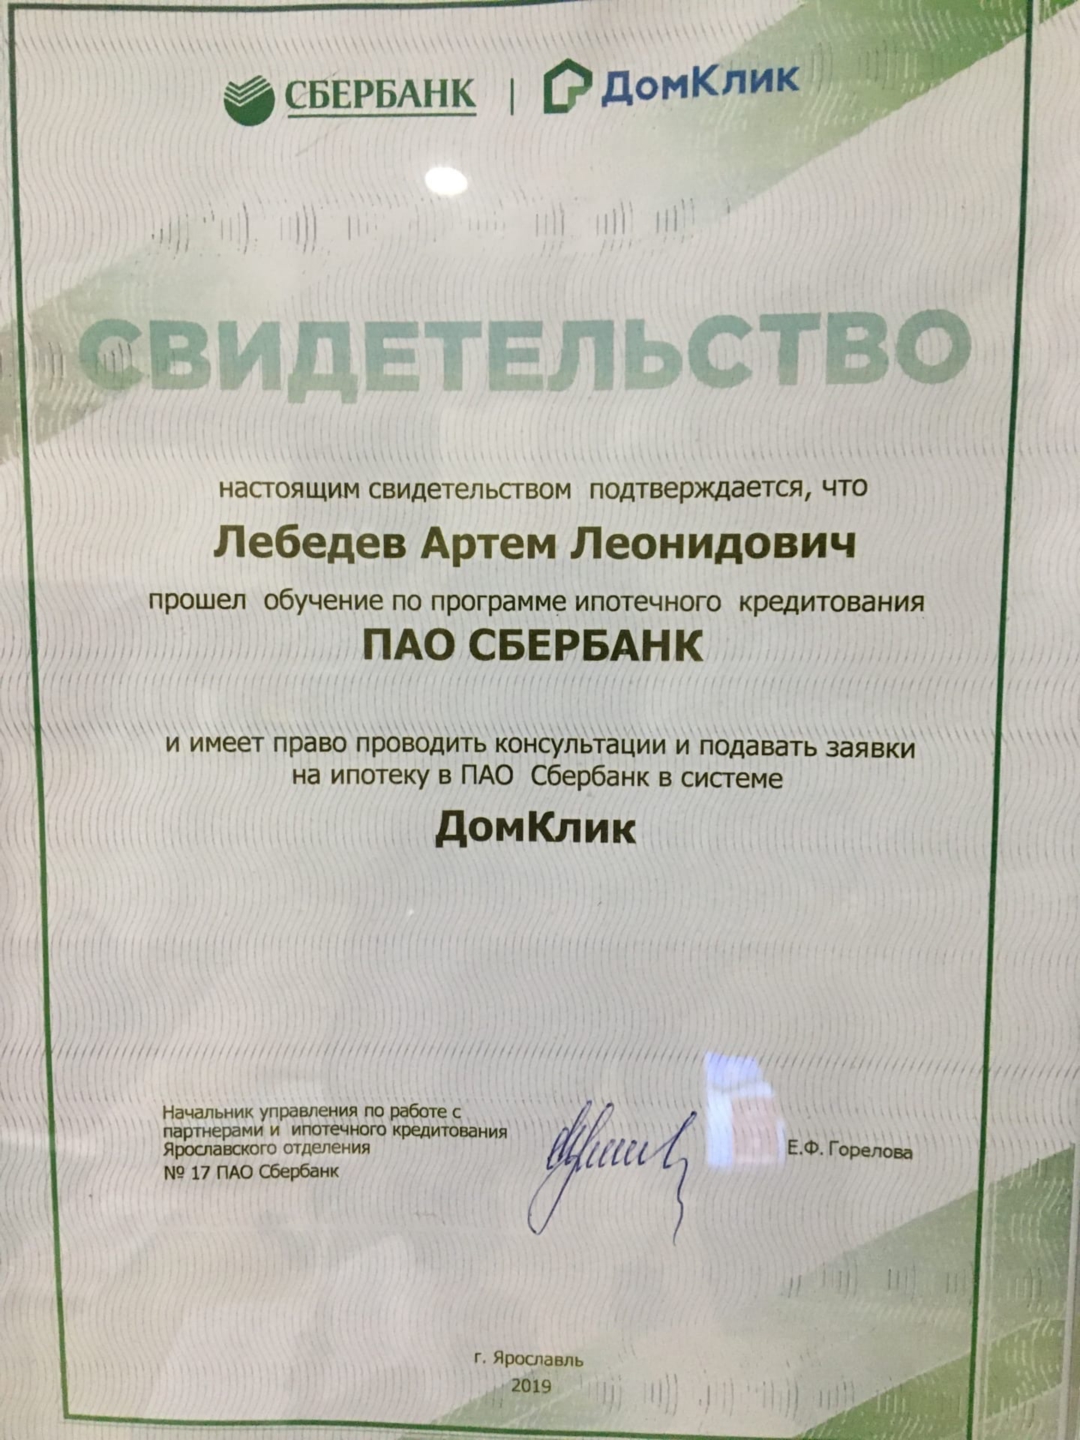 СБЕРБАНК | ДомКлик
СВИДЕТЕЛЬСТВО
настоящим свидетельством подтверждается, что
Лебедев Артем Леонидович
прошел обучение по программе ипотечного кредитования
ПАО СБЕРБАНК
и имеет право проводить консультации и подавать заявки
на ипотеку в ПАО Сбербанк в системе
ДомКлик
Начальник управления по работе с
партнерами и ипотечного кредитования
Ярославского отделения
№ 17 ПАО Сбербанк
Е.Ф. Горелова
г. Ярославль
2019